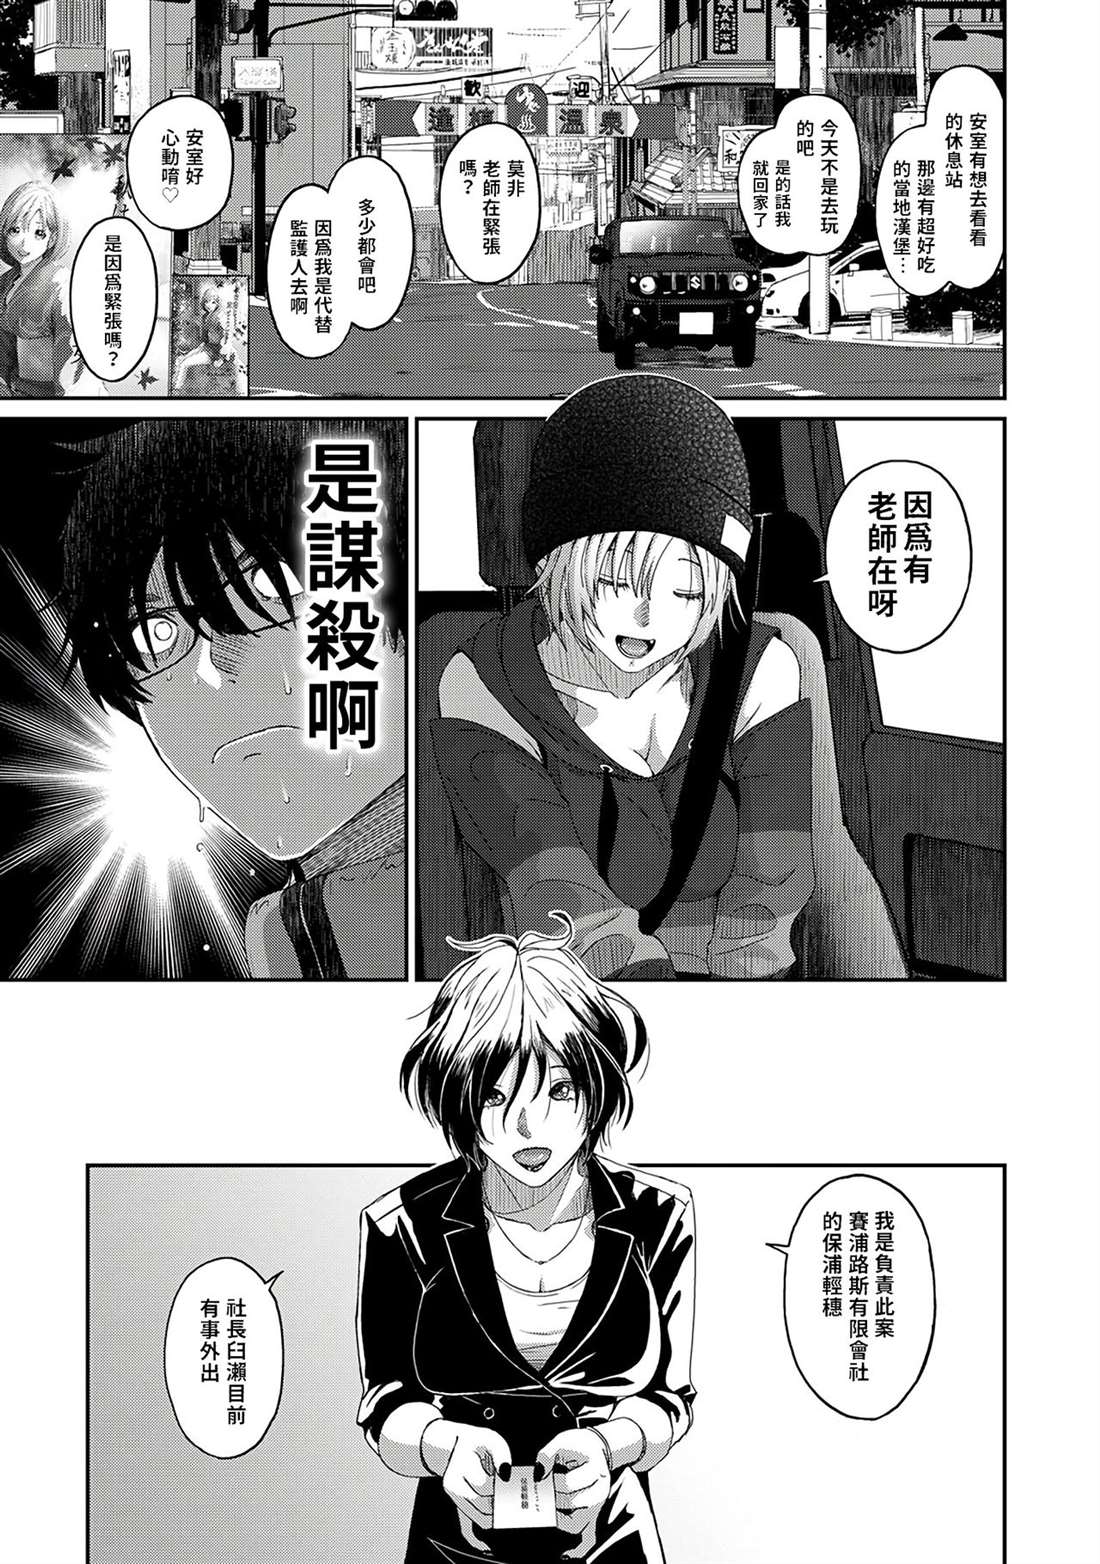 安室有想去看看
的休息站
那邊有超好吃
的當地漢堡…
今天不是去玩
的吧
是的話我
就回家了
歡迎
溫泉
莫非
老師在緊張
嗎？
多少都會吧
因爲我是代替
監護人去啊
安室好
心動唷♡
是因爲緊張嗎？
因爲有
老師在呀
是謀殺啊
我是負責此案
賽浦路斯有限會社
的保浦輕穗
保浦輕穗
社長臼瀨目前
有事外出